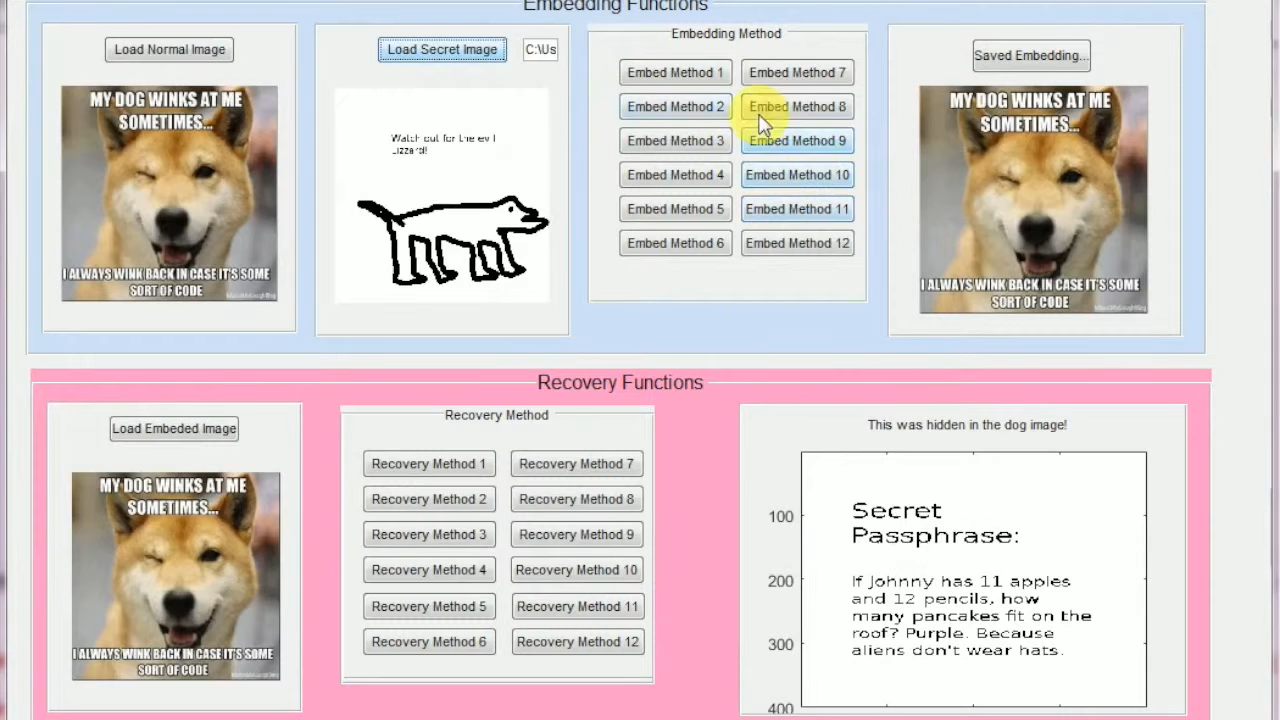 Embedding Functions
Load Normal Image
MY DOG WINKS AT ME
SOMETIMES...
I ALWAYS WINK BACK IN CASE IT'S SOME
SORT OF CODE
Load Secret Image
C:\Us
Watch out for the evil
Lizzard!
Embedding Method
Embed Method 1
Embed Method 7
Embed Method 2
Embed Method 8
Embed Method 3
Embed Method 9
Embed Method 4
Embed Method 10
Embed Method 5
Embed Method 11
Embed Method 6
Embed Method 12
Saved Embedding...
MY DOG WINKS AT ME
SOMETIMES...
I ALWAYS WINK BACK IN CASE IT'S SOME
SORT OF CODE
Recovery Functions
Load Embeded Image
MY DOG WINKS AT ME
SOMETIMES...
I ALWAYS WINK BACK IN CASE IT'S SOME
SORT OF CODE
Recovery Method
Recovery Method 1
Recovery Method 7
Recovery Method 2
Recovery Method 8
Recovery Method 3
Recovery Method 9
Recovery Method 4
Recovery Method 10
Recovery Method 5
Recovery Method 11
Recovery Method 6
Recovery Method 12
This was hidden in the dog image!
100
200
300
400
Secret
Passphrase:
If Johnny has 11 apples
and 12 pencils, how
many pancakes fit on the
roof? Purple. Because
aliens don't wear hats.